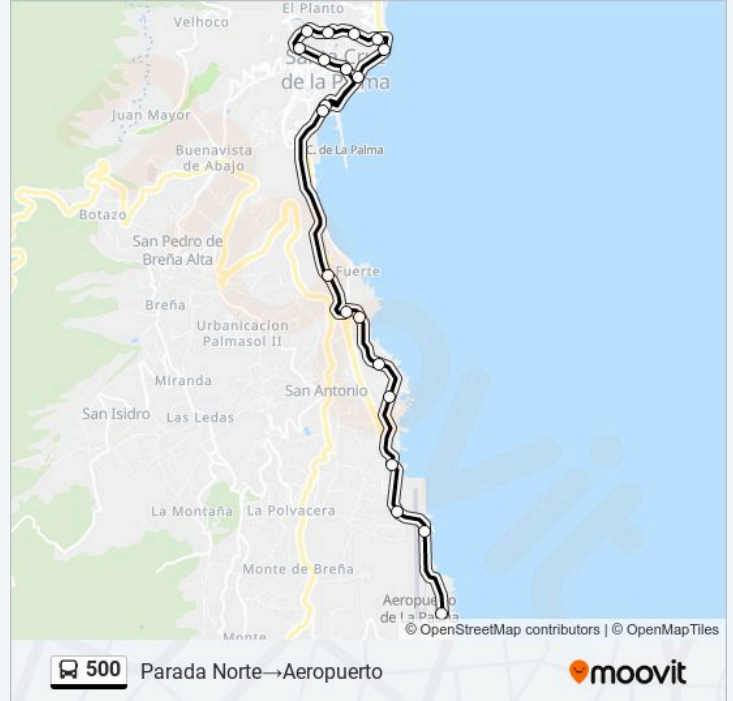 El Planto
Velhoco
Santa Cruz
de la Palma
Juan Mayor
Buenavista
de Abajo
C. de La Palma
Botazo
San Pedro de
Breña Alta
Fuerte
Breña
Urbanización
Palmasol II
Miranda
San Antonio
San Isidro
Las Ledas
La Montaña
La Polvacera
Monte de Breña
Aeropuerto
de La Palma
Monte
© OpenStreetMap contributors | © OpenMapTiles
500
Parada Norte→Aeropuerto
moovit